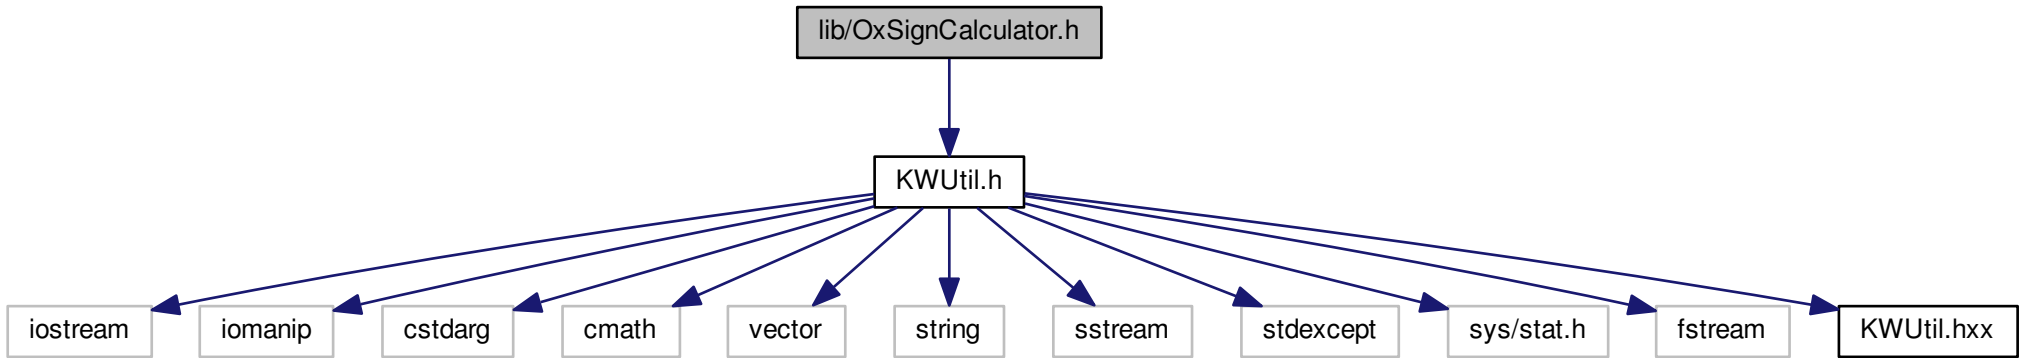 lib/OxSignCalculator.h
KWUtil.h
iostream
iomanip
cstdarg
cmath
vector
string
sstream
stdexcept
sys/stat.h
fstream
KWUtil.hxx